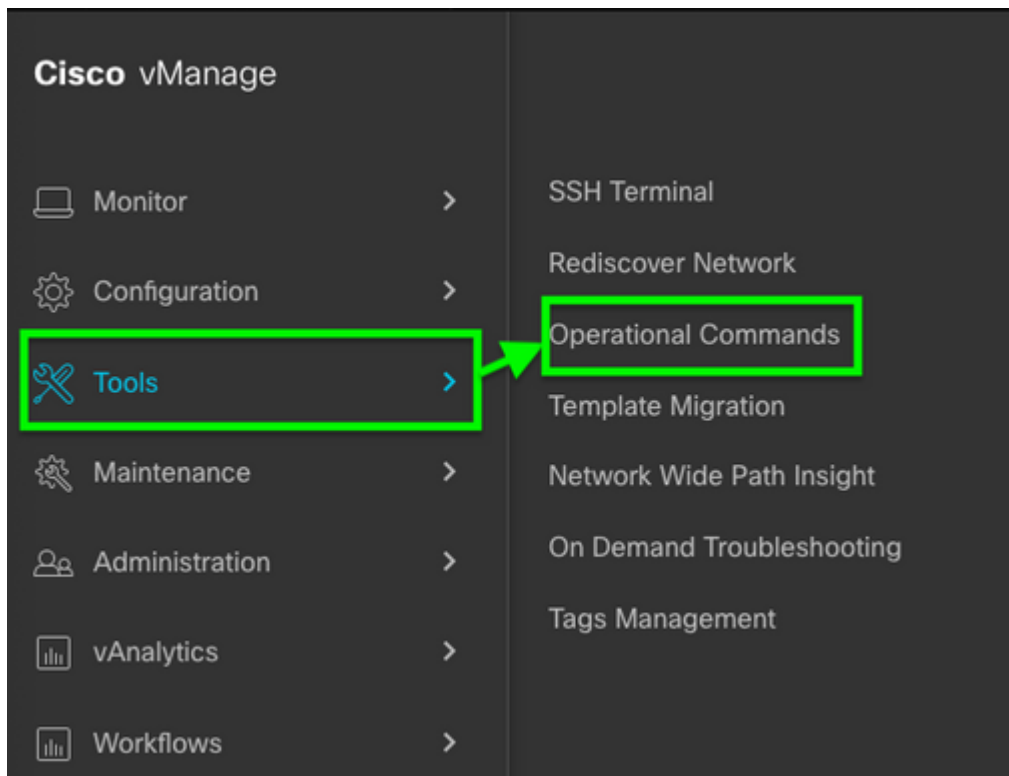 Cisco vManage
Monitor
Configuration
Tools
Maintenance
Administration
vAnalytics
Workflows
SSH Terminal
Rediscover Network
Operational Commands
Template Migration
Network Wide Path Insight
On Demand Troubleshooting
Tags Management